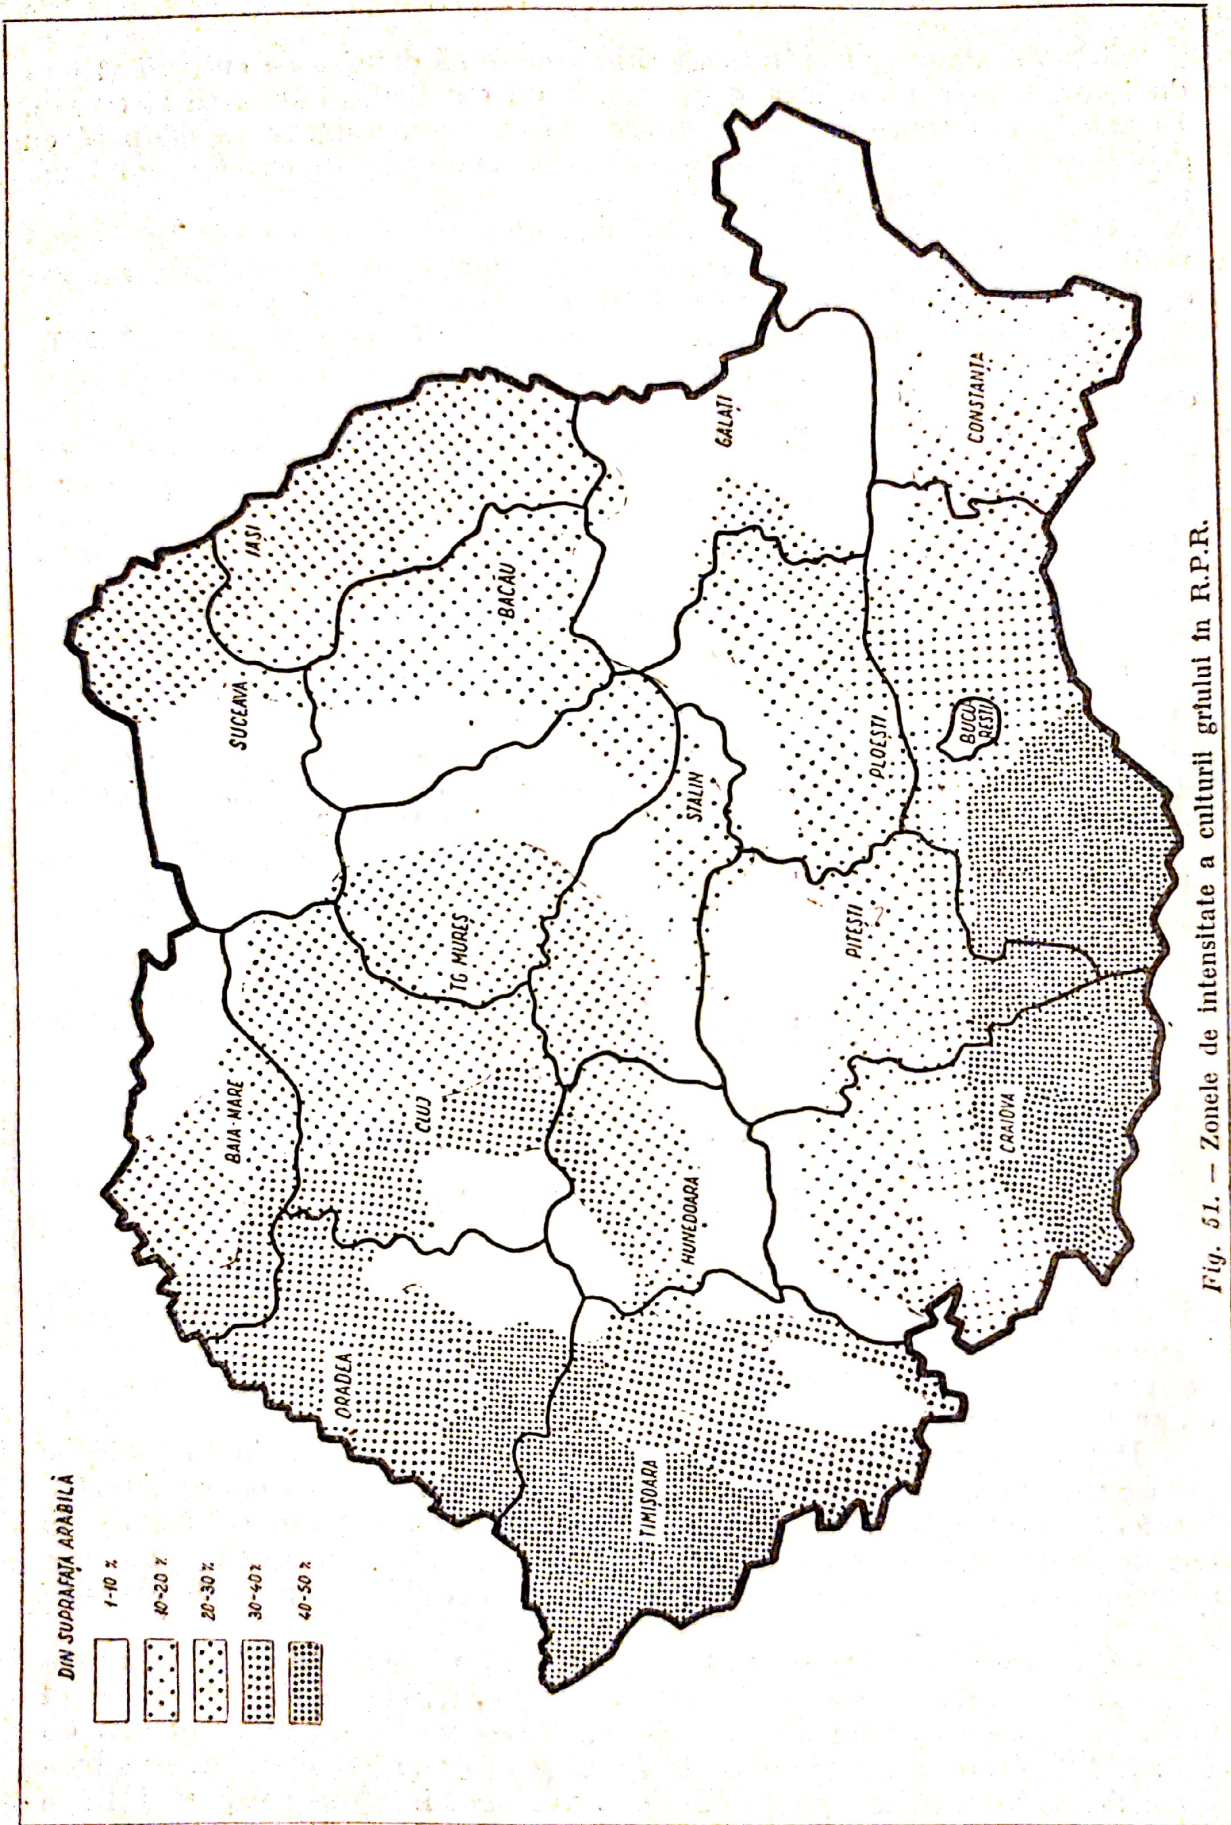 DIN SUPRAFAȚA ARABILĂ
1-10 %
10-20 %
20-30 %
30-40 %
40-50 %
SUCEAVA
IAȘI
BAIA-MARE
ORADEA
CLUJ
TG MUREȘ
BACĂU
TIMIȘOARA
HUNEDOARA
STALIN
GALAȚI
PITEȘTI
PLOEȘTI
CRAIOVA
BUCU-
REȘTI
CONSTANȚA
Fig. 51. — Zonele de intensitate a culturii grîului în R.P.R.